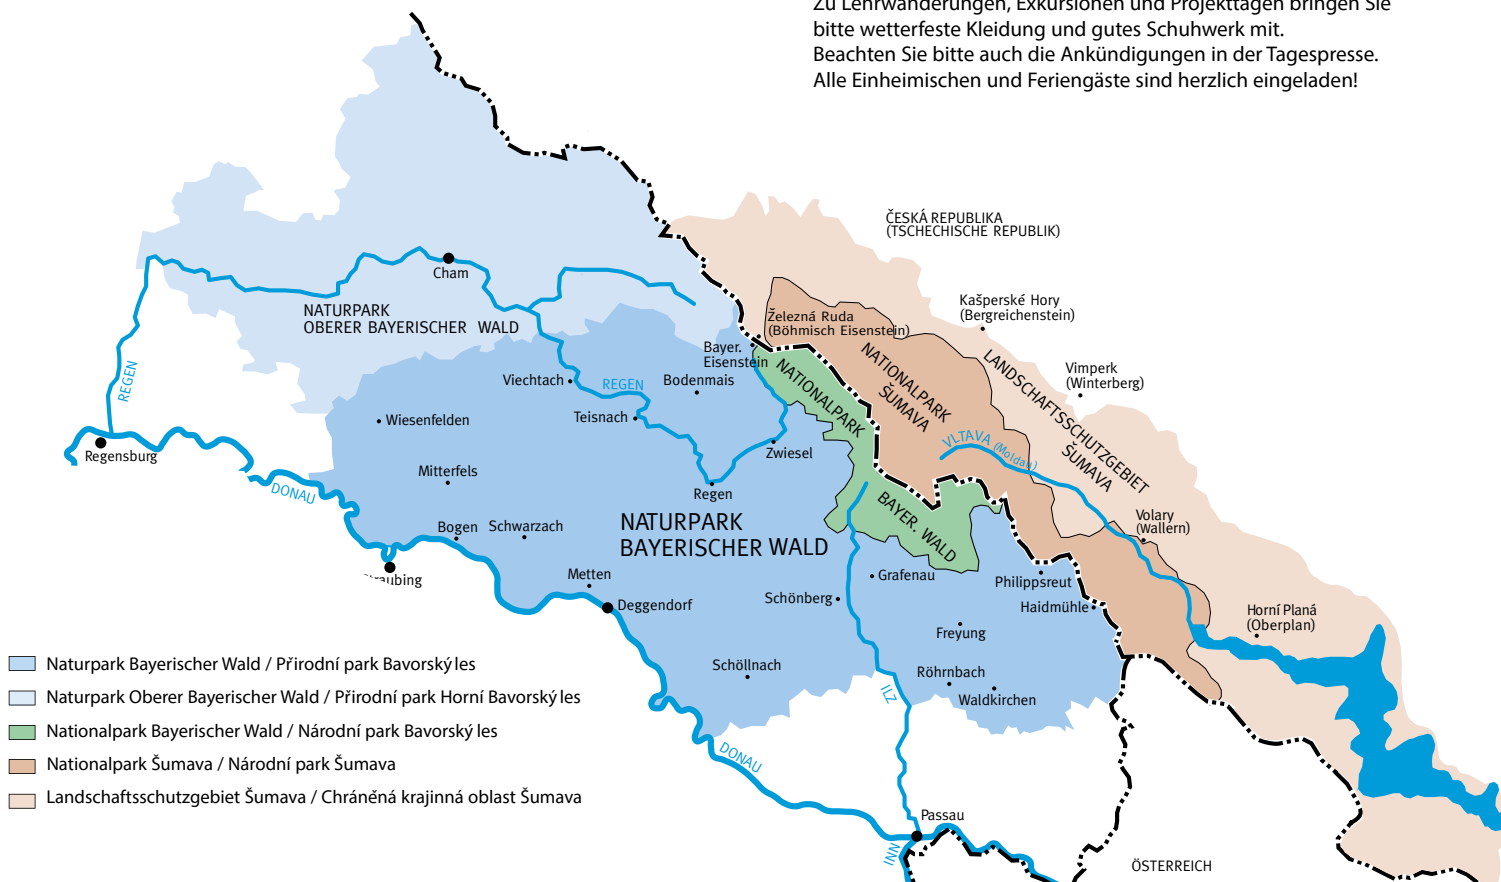 Zu Lehrwanderungen, Exkursionen und Projekttagen bringen Sie
bitte wetterfeste Kleidung und gutes Schuhwerk mit.
Beachten Sie bitte auch die Ankündigungen in der Tagespresse.
Alle Einheimischen und Feriengäste sind herzlich eingeladen!
ČESKÁ REPUBLIKA
(TSCHECHISCHE REPUBLIK)
Cham
NATURPARK
OBERER BAYERISCHER WALD
Kašperské Hory
(Bergreichenstein)
Železná Ruda
(Böhmisch Eisenstein)
Bayer.
Eisenstein
NATIONALPARK
ŠUMAVA
LANDSCHAFTSSCHUTZGEBIET
ŠUMAVA
Vimperk
(Winterberg)
REGEN
Viechtach
REGEN
Bodenmais
NATIONALPARK
BAYER. WALD
Teisnach
Wiesenfelden
VLTAVA (Moldau)
Regensburg
Zwiesel
Mitterfels
DONAU
Regen
Volary
(Wallern)
Bogen
Schwarzach
NATURPARK
BAYERISCHER WALD
Metten
Grafenau
Philippsreut
Deggendorf
Schönberg
Haidmühle
Horní Planá
(Oberplan)
Freyung
Schöllnach
Röhrnbach
Waldkirchen
ILZ
DONAU
Passau
INN
ÖSTERREICH
Naturpark Bayerischer Wald / Přirodní park Bavorský les
Naturpark Oberer Bayerischer Wald / Přirodní park Horní Bavorský les
Nationalpark Bayerischer Wald / Národní park Bavorský les
Nationalpark Šumava / Národní park Šumava
Landschaftsschutzgebiet Šumava / Chráněná krajinná oblast Šumava